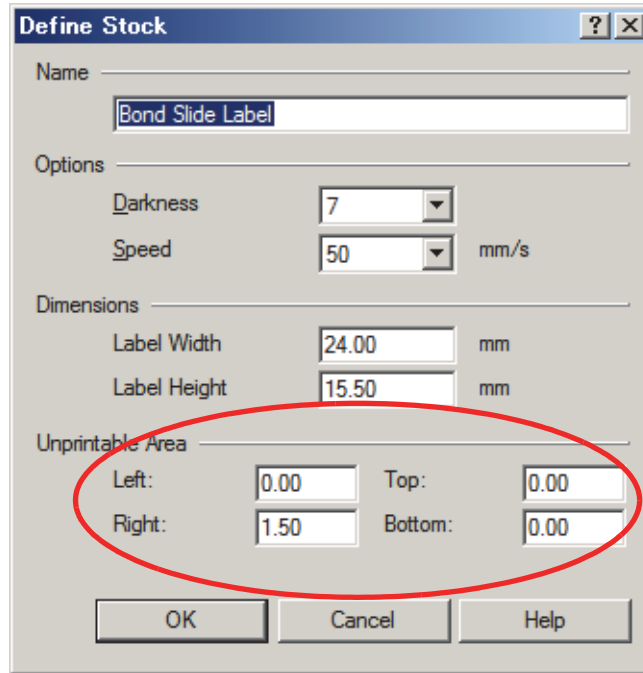 Define Stock
Name
Bond Slide Label
Options
Darkness 7
Speed 50 mm/s
Dimensions
Label Width 24.00 mm
Label Height 15.50 mm
Unprintable Area
Left: 0.00 Top: 0.00
Right: 1.50 Bottom: 0.00
OK Cancel Help